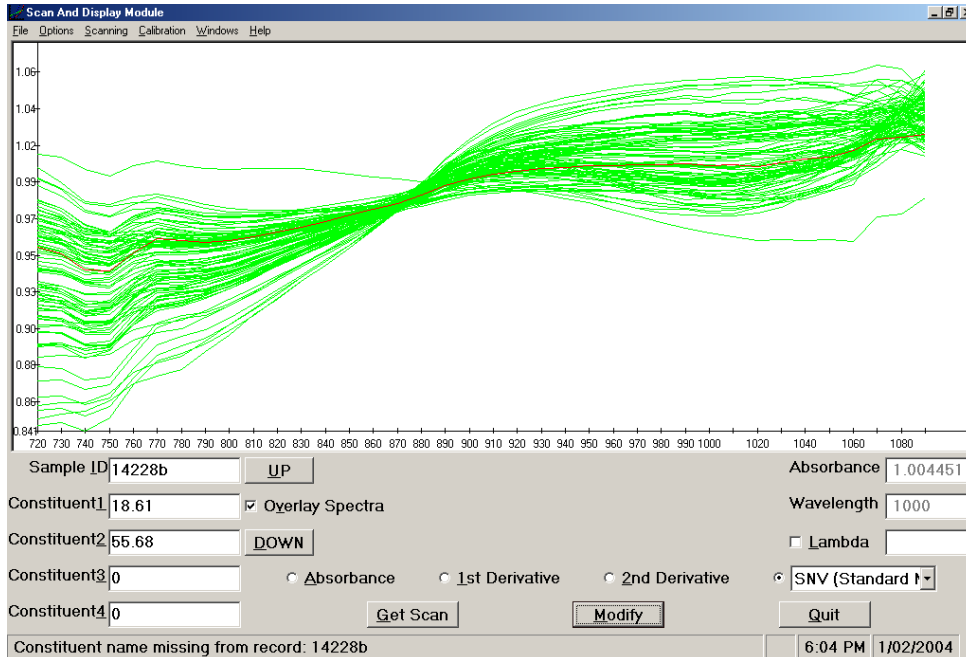 Scan And Display Module
File Options Scanning Calibration Windows Help
1.06
1.04
1.02
0.99
0.97
0.95
0.93
0.90
0.88
0.86
0.841
720 730 740 750 760 770 780 790 800 810 820 830 840 850 860 870 880 890 900 910 920 930 940 950 960 970 980 990 1000 1020 1040 1060 1080
Sample ID 14228b UP Absorbance 1.004451
Constituent1 18.61 Overlay Spectra Wavelength 1000
Constituent2 55.68 DOWN Lambda
Constituent3 0 Absorbance 1st Derivative 2nd Derivative SNV (Standard
Constituent4 0 Get Scan Modify Quit
Constituent name missing from record: 14228b 6:04 PM 1/02/2004